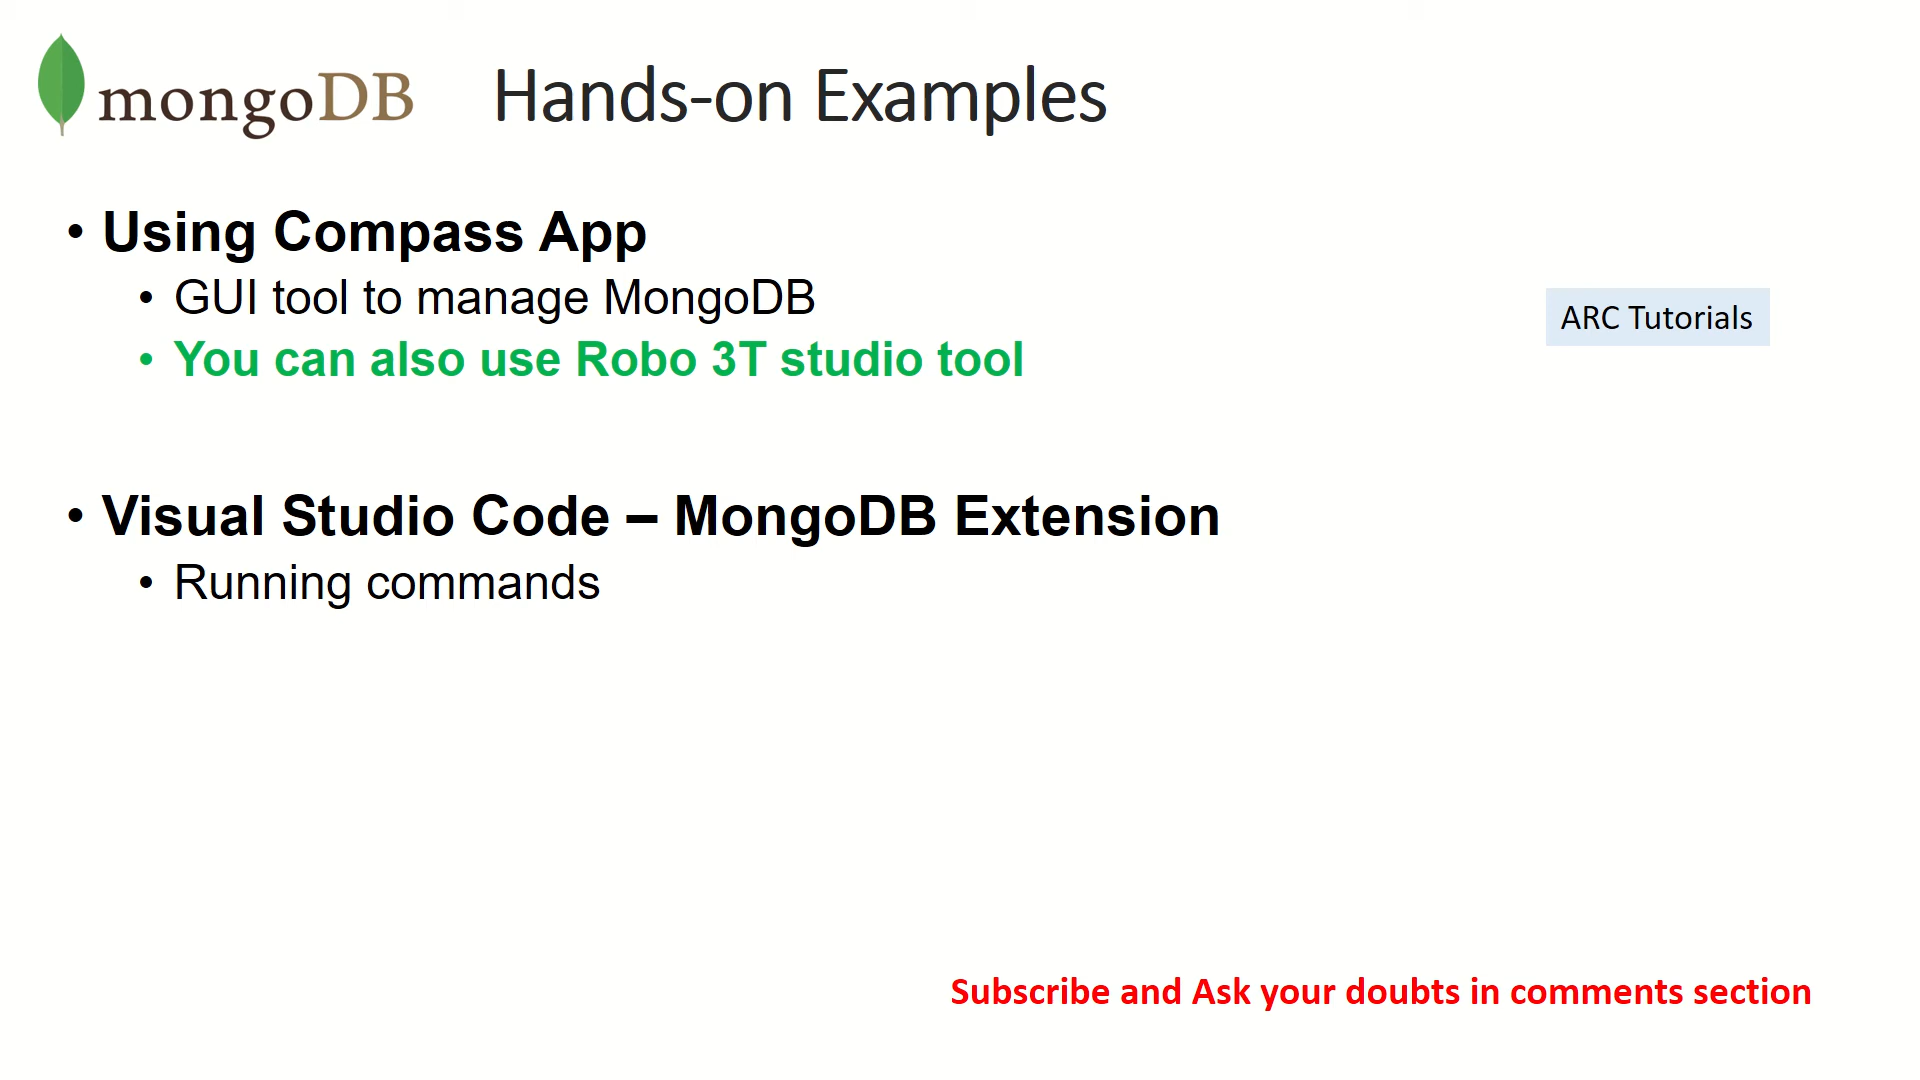 mongoDB
Hands-on Examples
• Using Compass App
• GUI tool to manage MongoDB
• You can also use Robo 3T studio tool
ARC Tutorials
• Visual Studio Code – MongoDB Extension
• Running commands
Subscribe and Ask your doubts in comments section